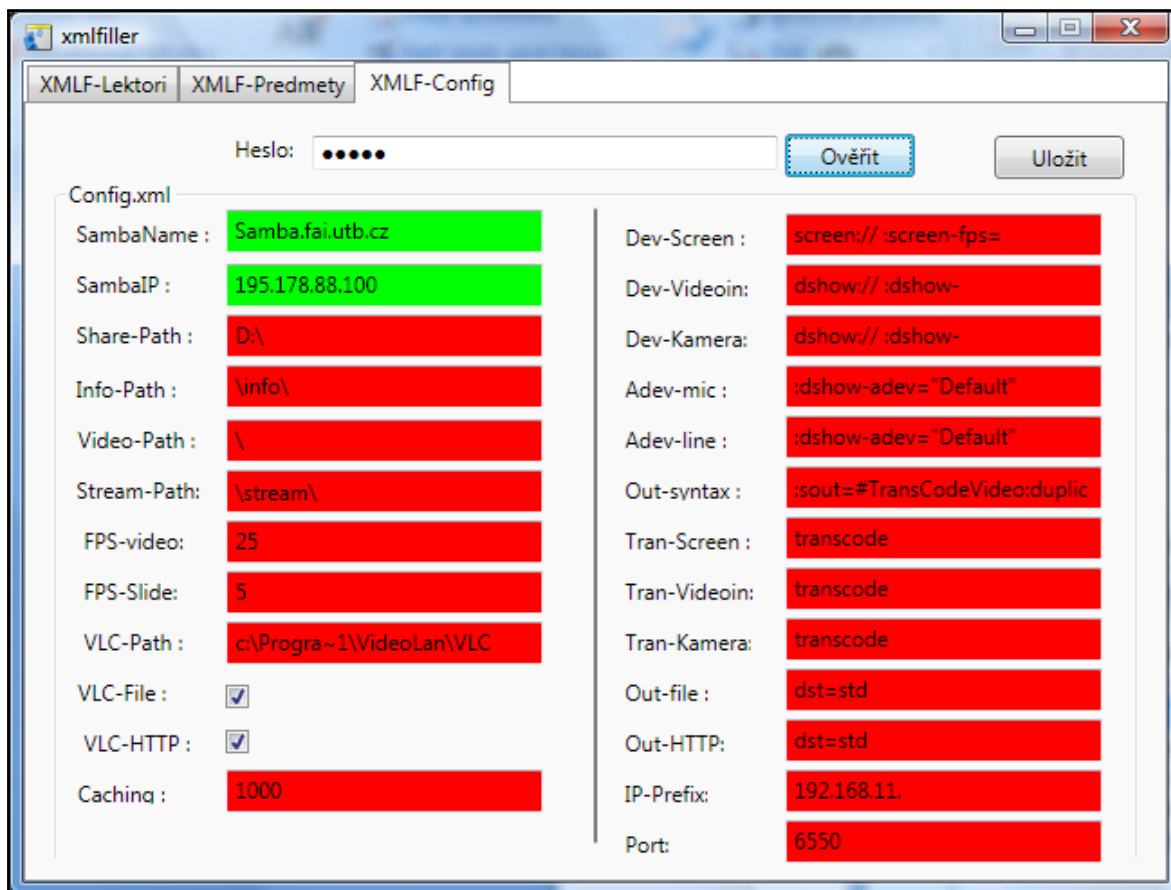 xmlfiller
XMLF-Lektori XMLF-Predmety XMLF-Config
Heslo: ●●●●● Ověřit Uložit
Config.xml
SambaName : Samba.fai.utb.cz
SambaIP : 195.178.88.100
Share-Path : D:\
Info-Path : \info\
Video-Path : \
Stream-Path: \stream\
FPS-video: 25
FPS-Slide: 5
VLC-Path : c:\Progra~1\VideoLan\VLC
VLC-File :
VLC-HTTP :
Caching : 1000
Dev-Screen : screen:// :screen-fps=
Dev-Videoin: dshow:// :dshow-
Dev-Kamera: dshow:// :dshow-
Adev-mic : :dshow-adev="Default"
Adev-line : :dshow-adev="Default"
Out-syntax : :sout=#TransCodeVideo:duplic
Tran-Screen : transcode
Tran-Videoin: transcode
Tran-Kamera: transcode
Out-file : dst=std
Out-HTTP: dst=std
IP-Prefix: 192.168.11.
Port: 6550